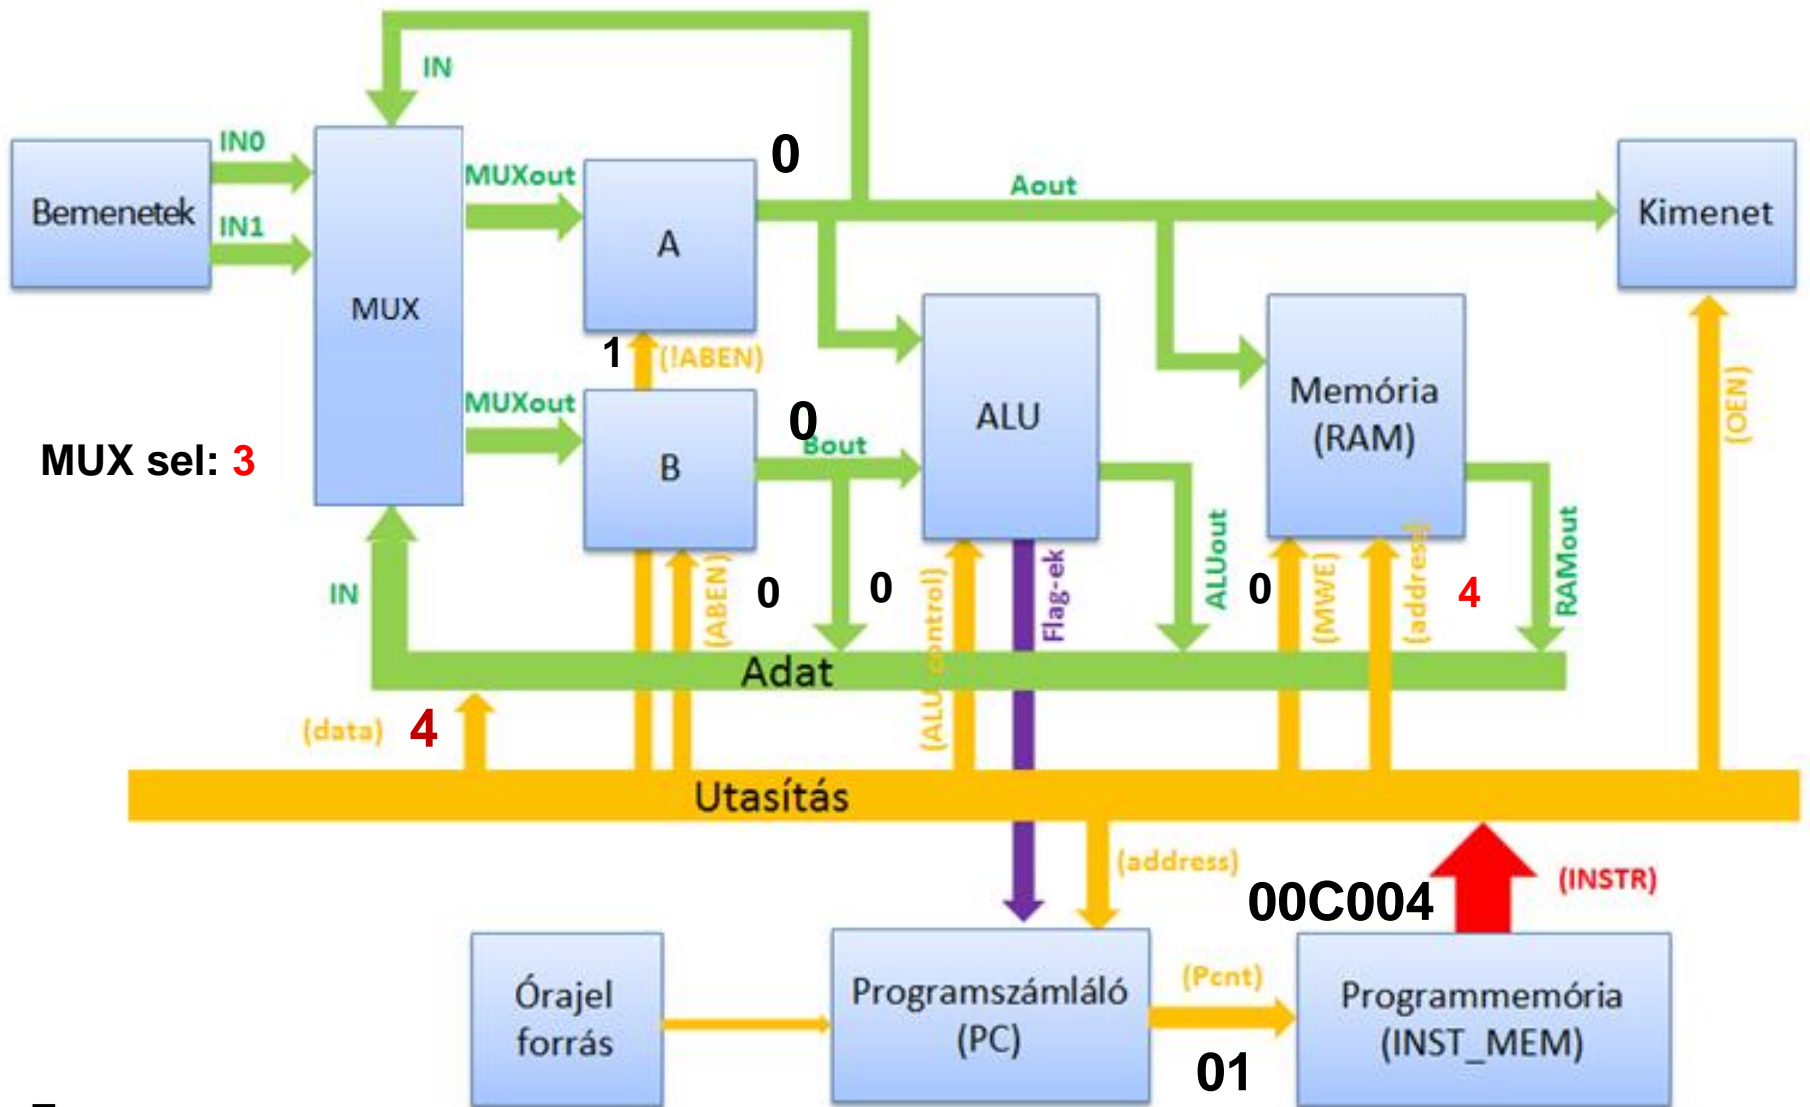 IN
IN0
Bemenetek
IN1
MUX
MUXout
A
0
Aout
Kimenet
1
(!ABEN)
MUXout
B
0
Bout
ALU
Memória
(RAM)
(OEN)
MUX sel: 3
IN
(ABEN)
0
0
(ALU control)
Flag-ek
ALUout
0
(MWE)
(address)
4
RAMout
Adat
(data)
4
Utasítás
(address)
00C004
(INSTR)
Órajel
forrás
Programszámláló
(PC)
(Pcnt)
01
Programmemória
(INST_MEM)